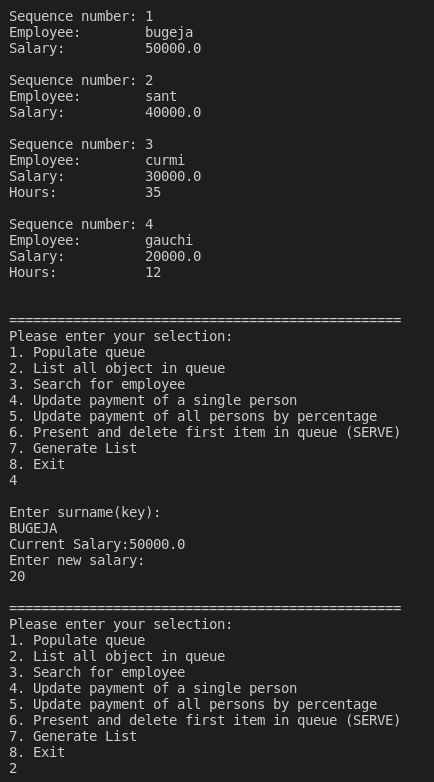 Sequence number: 1
Employee:        bugeja
Salary:          50000.0

Sequence number: 2
Employee:        sant
Salary:          40000.0

Sequence number: 3
Employee:        curmi
Salary:          30000.0
Hours:           35

Sequence number: 4
Employee:        gauchi
Salary:          20000.0
Hours:           12


=================================================
Please enter your selection:
1. Populate queue
2. List all object in queue
3. Search for employee
4. Update payment of a single person
5. Update payment of all persons by percentage
6. Present and delete first item in queue (SERVE)
7. Generate List
8. Exit
4

Enter surname(key):
BUGEJA
Current Salary:50000.0
Enter new salary:
20

=================================================
Please enter your selection:
1. Populate queue
2. List all object in queue
3. Search for employee
4. Update payment of a single person
5. Update payment of all persons by percentage
6. Present and delete first item in queue (SERVE)
7. Generate List
8. Exit
2